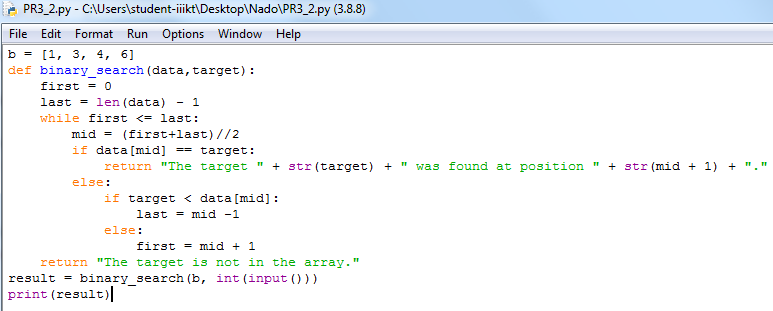 PR3_2.py - C:\Users\student-iiikt\Desktop\Nado\PR3_2.py (3.8.8)
File Edit Format Run Options Window Help
b = [1, 3, 4, 6]
def binary_search(data,target):
    first = 0
    last = len(data) - 1
    while first <= last:
        mid = (first+last)//2
        if data[mid] == target:
            return "The target " + str(target) + " was found at position " + str(mid + 1) + "."
        else:
            if target < data[mid]:
                last = mid -1
            else:
                first = mid + 1
    return "The target is not in the array."
result = binary_search(b, int(input()))
print(result)